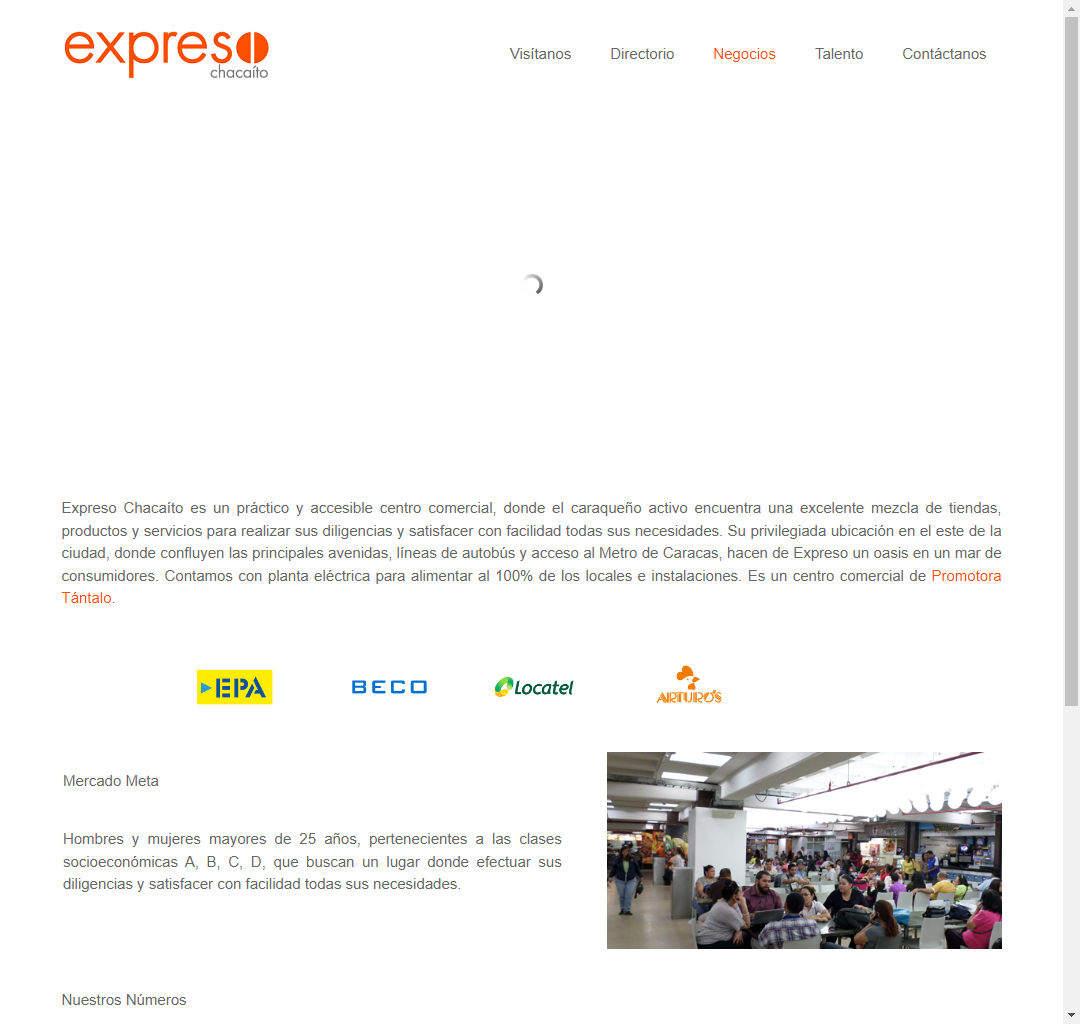 expreso
chacaíto
Visítanos Directorio Negocios Talento Contáctanos
Expreso Chacaíto es un práctico y accesible centro comercial, donde el caraqueño activo encuentra una excelente mezcla de tiendas,
productos y servicios para realizar sus diligencias y satisfacer con facilidad todas sus necesidades. Su privilegiada ubicación en el este de la
ciudad, donde confluyen las principales avenidas, líneas de autobús y acceso al Metro de Caracas, hacen de Expreso un oasis en un mar de
consumidores. Contamos con planta eléctrica para alimentar al 100% de los locales e instalaciones. Es un centro comercial de Promotora
Tántalo.
EPA BECO Locatel ARTURO'S
Mercado Meta
Hombres y mujeres mayores de 25 años, pertenecientes a las clases
socioeconómicas A, B, C, D, que buscan un lugar donde efectuar sus
diligencias y satisfacer con facilidad todas sus necesidades.
Nuestros Números